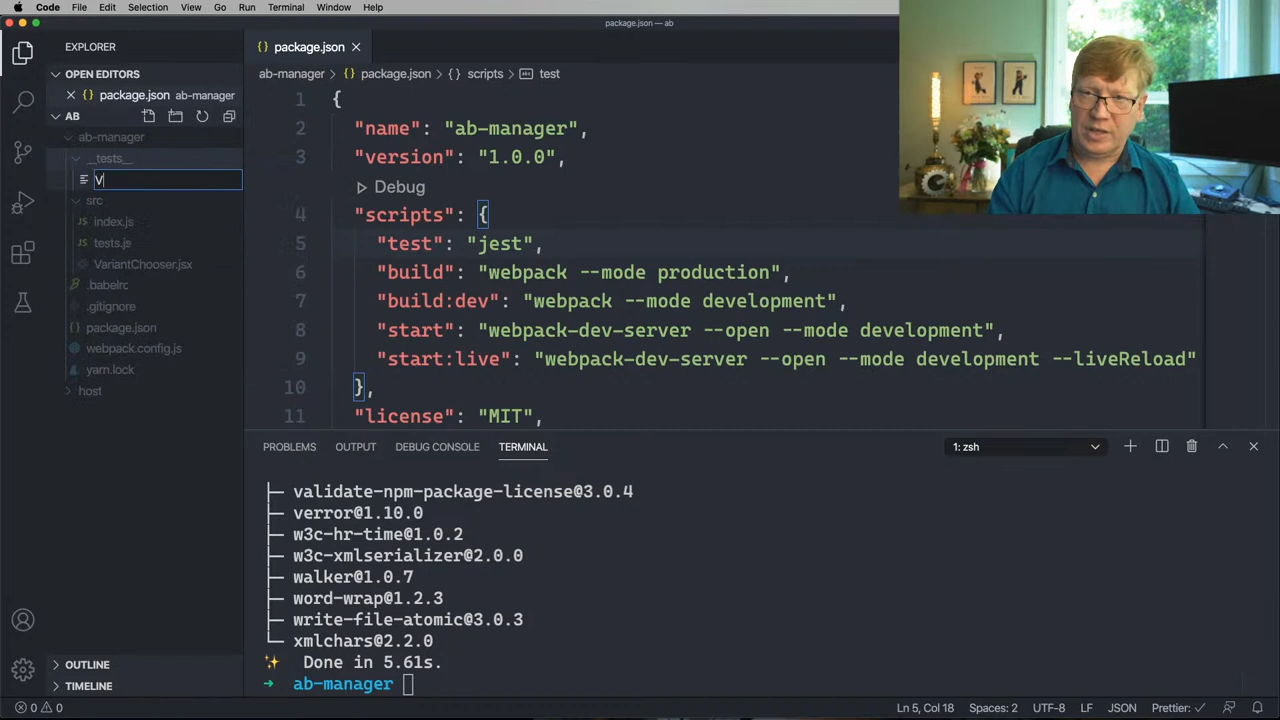 Code File Edit Selection View Go Run Terminal Window Help
package.json — ab
EXPLORER
OPEN EDITORS
package.json ab-manager
AB
ab-manager
__tests__
V
src
index.js
tests.js
VariantChooser.jsx
.babelrc
.gitignore
package.json
webpack.config.js
yarn.lock
host
OUTLINE
TIMELINE
{} package.json
ab-manager > {} package.json > {} scripts > test
1 {
2 "name": "ab-manager",
3 "version": "1.0.0",
Debug
4 "scripts": {
5 "test": "jest",
6 "build": "webpack --mode production",
7 "build:dev": "webpack --mode development",
8 "start": "webpack-dev-server --open --mode development",
9 "start:live": "webpack-dev-server --open --mode development --liveReload"
10 },
11 "license": "MIT",
PROBLEMS OUTPUT DEBUG CONSOLE TERMINAL 1: zsh
├─ validate-npm-package-license@3.0.4
├─ verror@1.10.0
├─ w3c-hr-time@1.0.2
├─ w3c-xmlserializer@2.0.0
├─ walker@1.0.7
├─ word-wrap@1.2.3
├─ write-file-atomic@3.0.3
└─ xmlchars@2.2.0
✨ Done in 5.61s.
→ ab-manager
0 0 Ln 5, Col 18 Spaces: 2 UTF-8 LF JSON Prettier: ✓